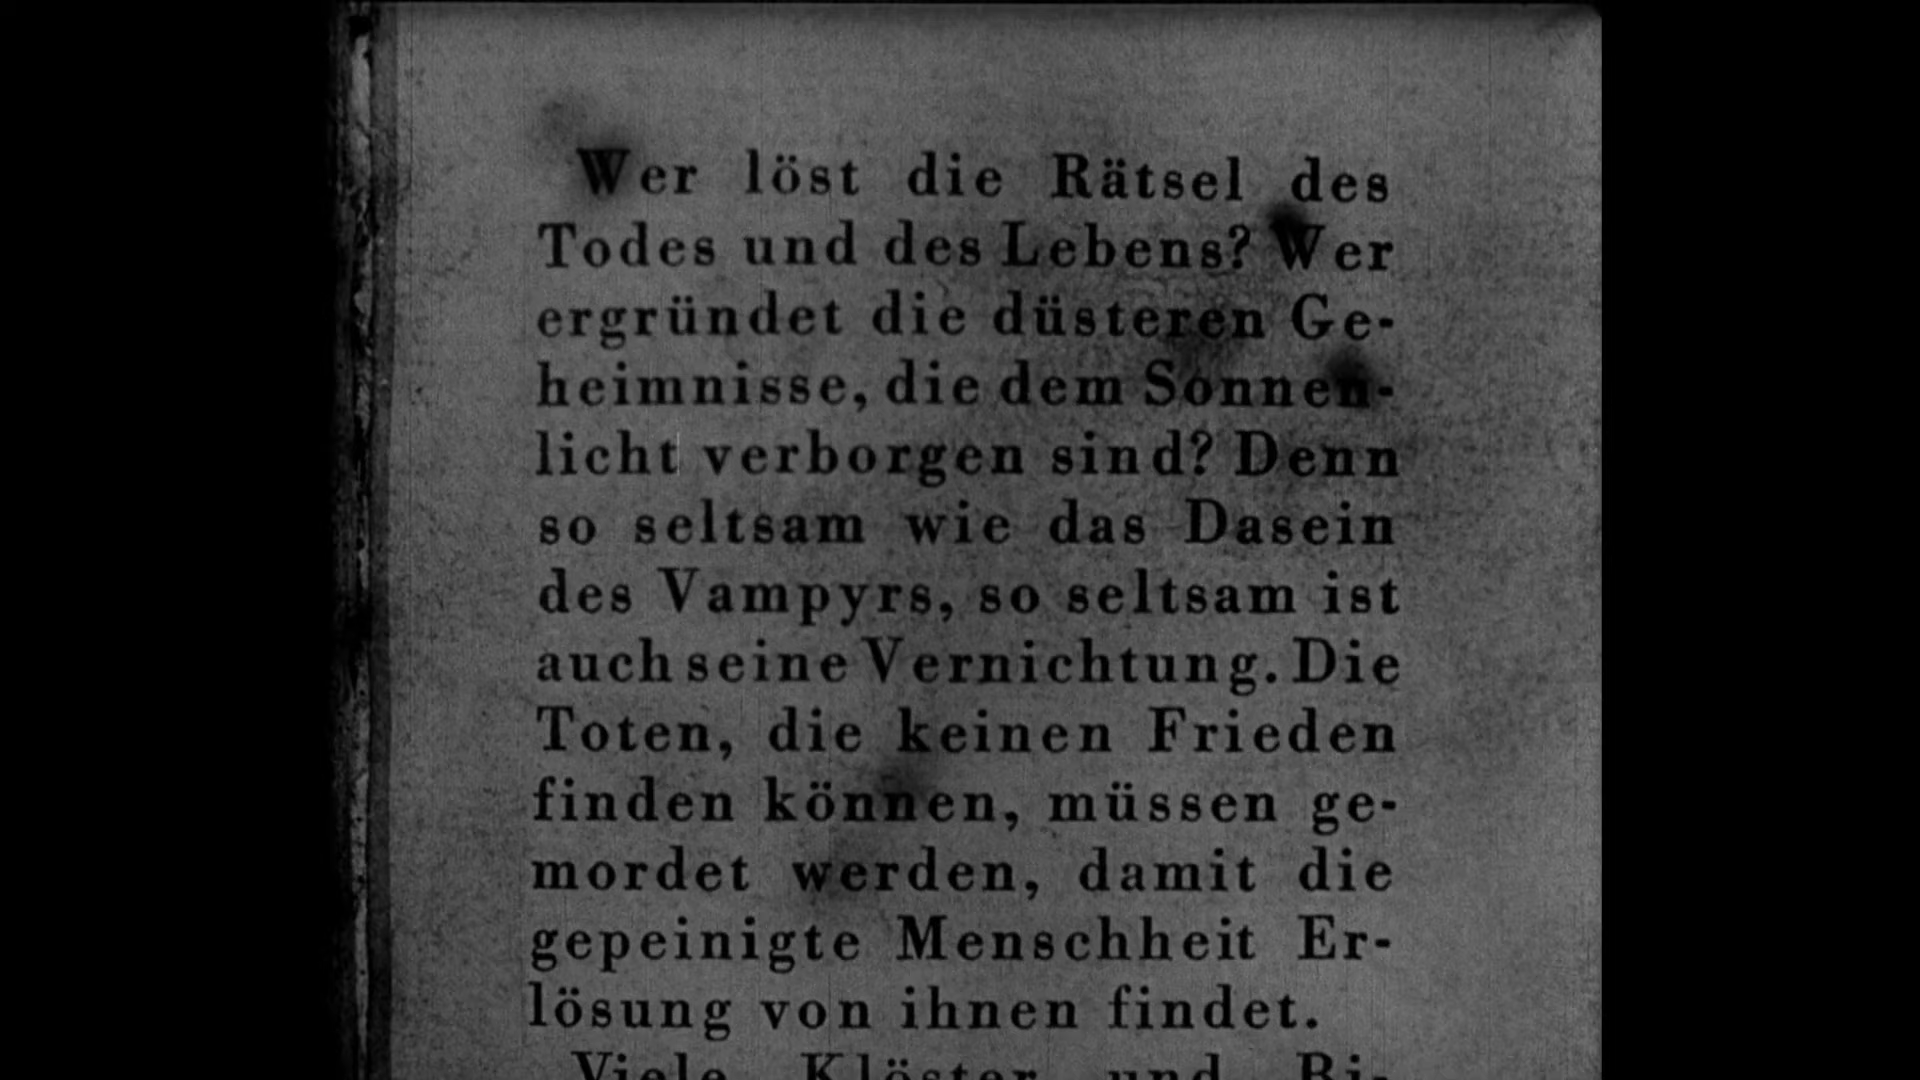 Wer löst die Rätsel des
Todes und des Lebens? Wer
ergründet die düsteren Ge-
heimnisse, die dem Sonnen-
licht verborgen sind? Denn
so seltsam wie das Dasein
des Vampyrs, so seltsam ist
auch seine Vernichtung. Die
Toten, die keinen Frieden
finden können, müssen ge-
mordet werden, damit die
gepeinigte Menschheit Er-
lösung von ihnen findet.
Viele Klöster und Bi-